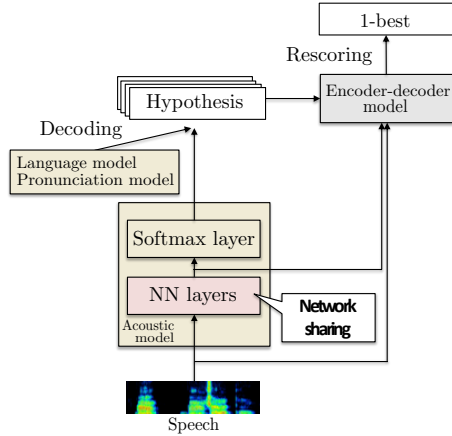 1-best
Rescoring
Encoder-decoder
model
Hypothesis
Decoding
Language model
Pronunciation model
Softmax layer
NN layers
Network
sharing
Acoustic
model
Speech